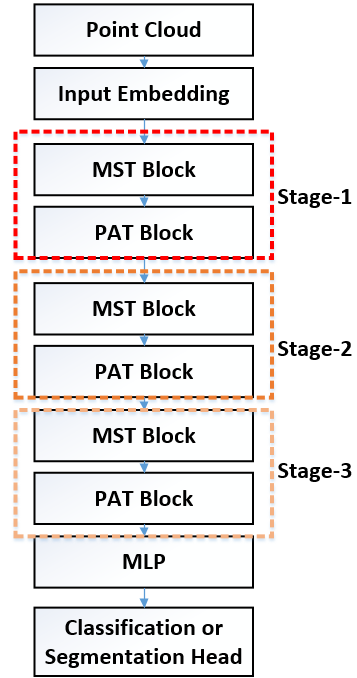 Point Cloud
Input Embedding
MST Block
Stage-1
PAT Block
MST Block
Stage-2
PAT Block
MST Block
Stage-3
PAT Block
MLP
Classification or
Segmentation Head